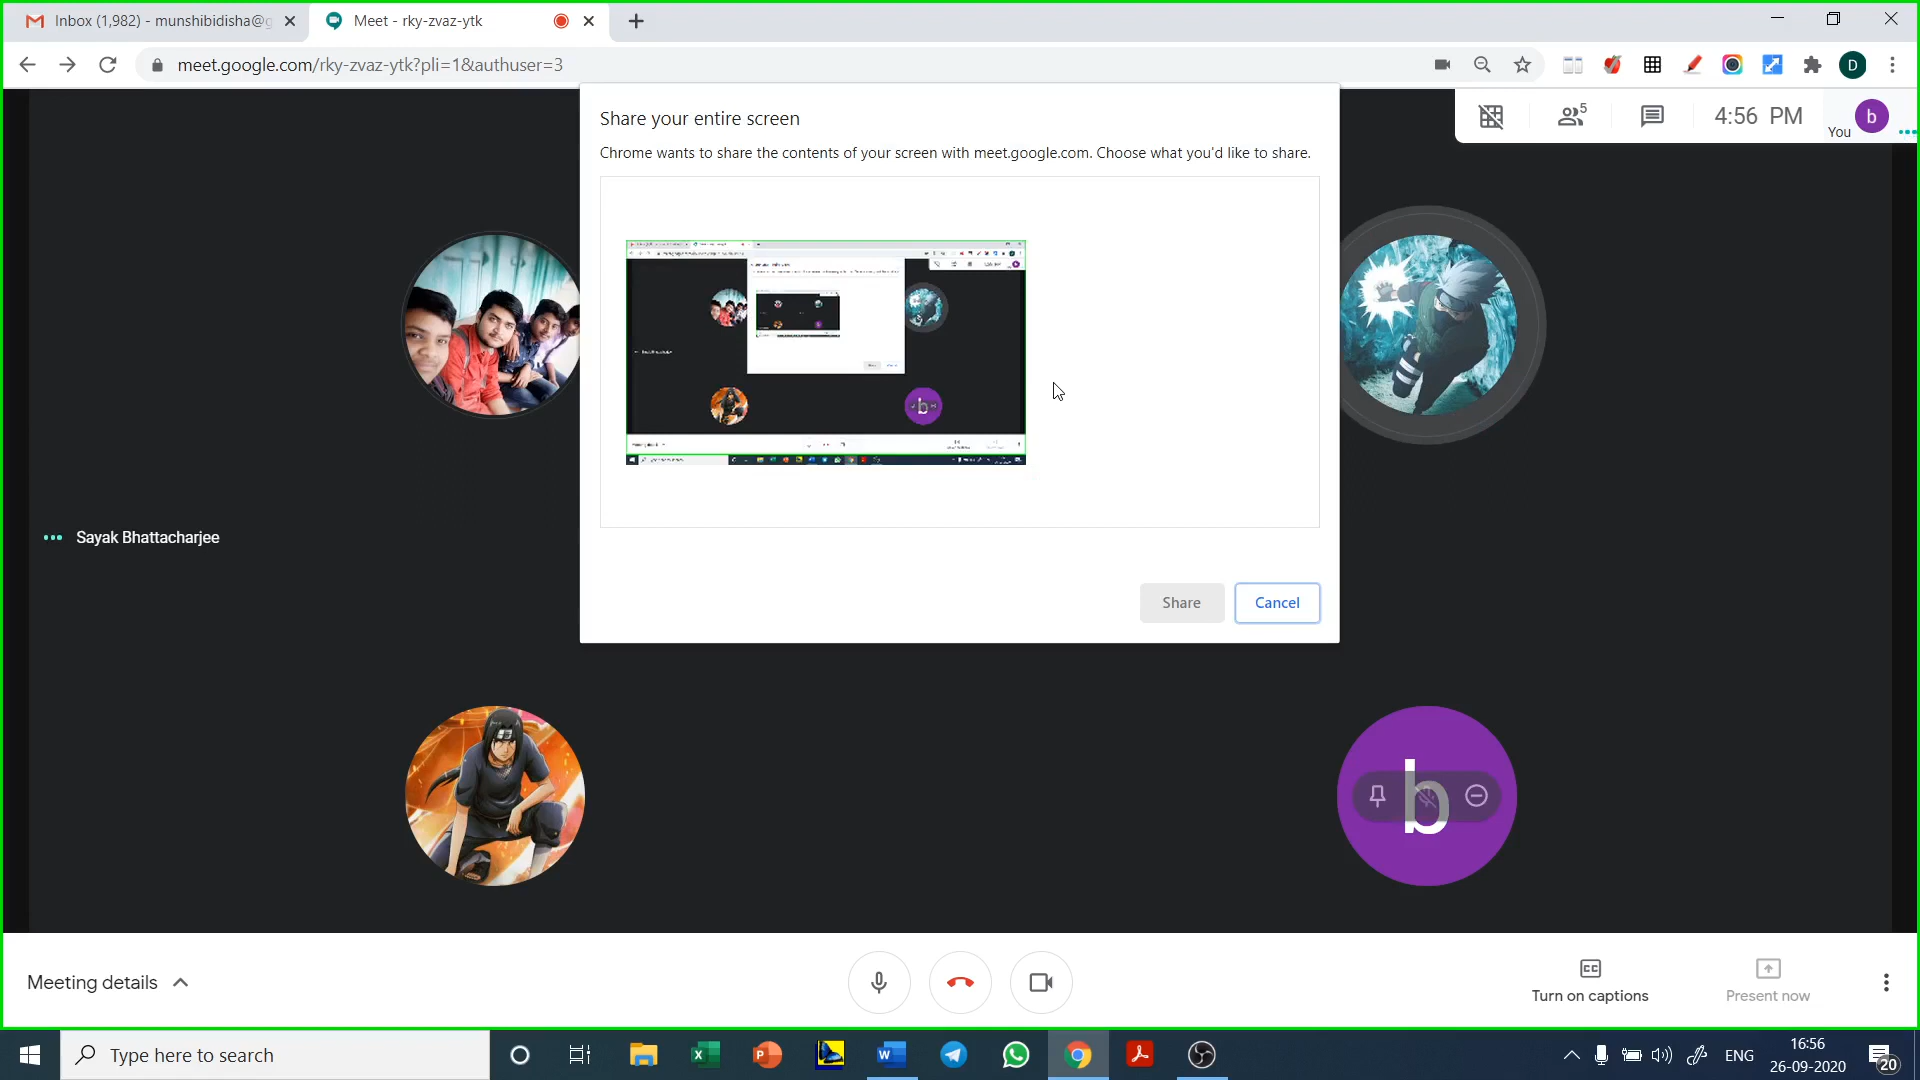 Inbox (1,982) - munshibidisha@g
Meet - rky-zvaz-ytk
meet.google.com/rky-zvaz-ytk?pli=1&authuser=3
D
Share your entire screen
Chrome wants to share the contents of your screen with meet.google.com. Choose what you'd like to share.
5
4:56 PM
You
b
Sayak Bhattacharjee
Share
Cancel
b
Meeting details
CC
Turn on captions
Present now
Type here to search
ENG
16:56
26-09-2020
20